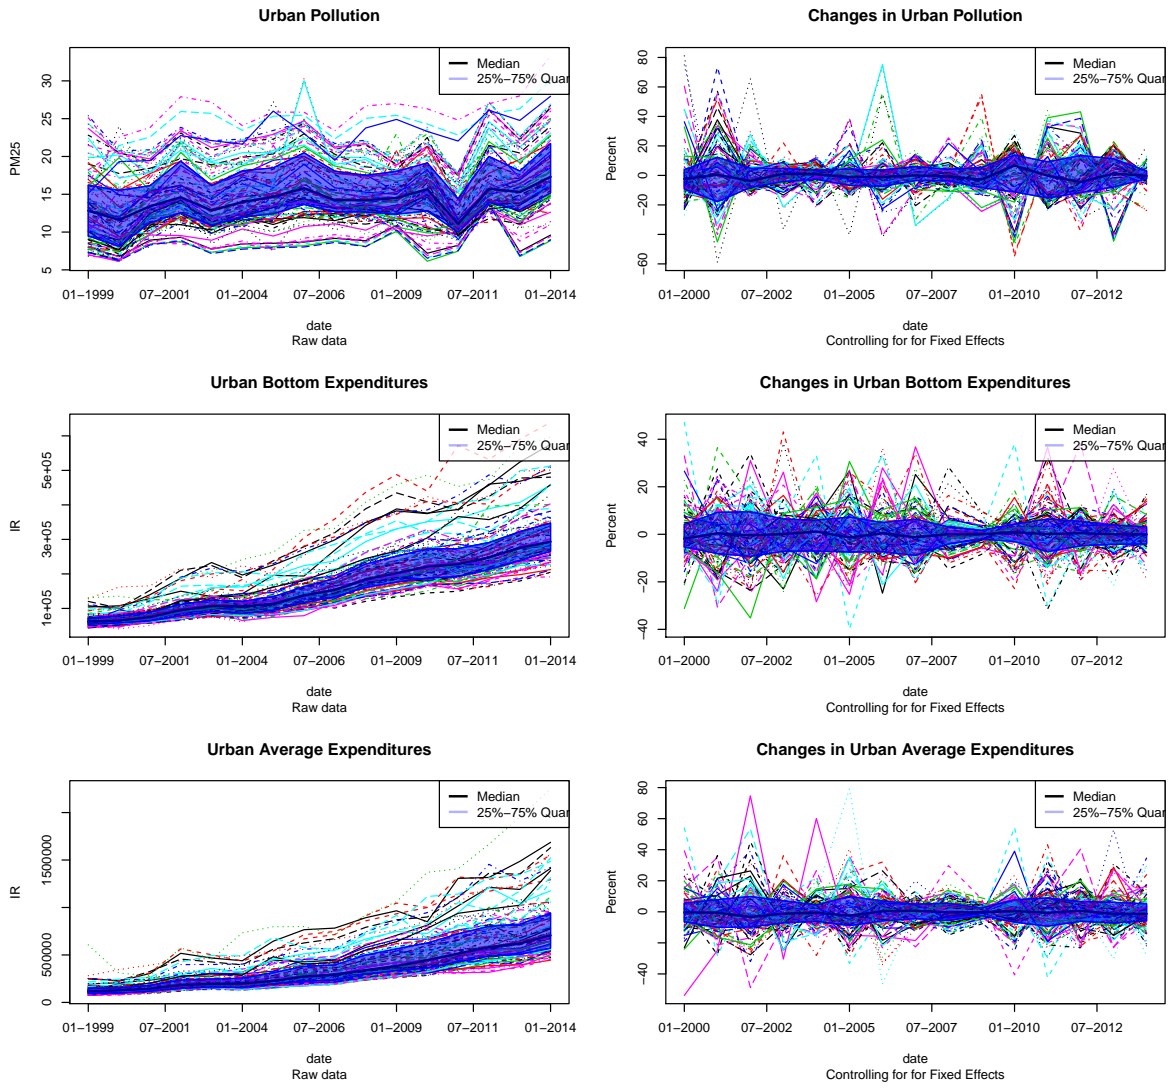 Urban Pollution
PM25
5 10 15 20 25 30
Median
25%−75% Quar
01−1999 07−2001 01−2004 07−2006 01−2009 07−2011 01−2014
date
Raw data
Changes in Urban Pollution
Percent
−60 −20 0 20 40 60 80
Median
25%−75% Quar
01−2000 07−2002 01−2005 07−2007 01−2010 07−2012
date
Controlling for for Fixed Effects
Urban Bottom Expenditures
IR
1e+05 3e+05 5e+05
Median
25%−75% Quar
01−1999 07−2001 01−2004 07−2006 01−2009 07−2011 01−2014
date
Raw data
Changes in Urban Bottom Expenditures
Percent
−40 −20 0 20 40
Median
25%−75% Quar
01−2000 07−2002 01−2005 07−2007 01−2010 07−2012
date
Controlling for for Fixed Effects
Urban Average Expenditures
IR
0 500000 1500000
Median
25%−75% Quar
01−1999 07−2001 01−2004 07−2006 01−2009 07−2011 01−2014
date
Raw data
Changes in Urban Average Expenditures
Percent
−40 0 20 40 60 80
Median
25%−75% Quar
01−2000 07−2002 01−2005 07−2007 01−2010 07−2012
date
Controlling for for Fixed Effects